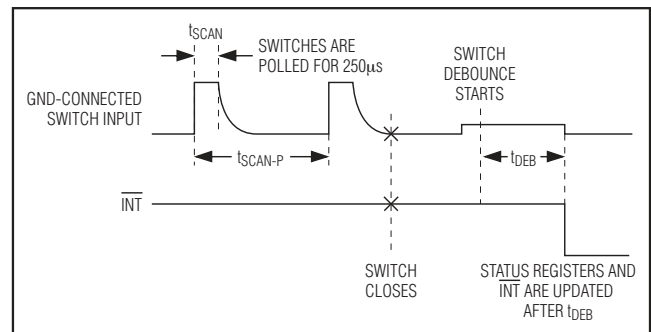 tSCAN
SWITCHES ARE
POLLED FOR 250µs
SWITCH
DEBOUNCE
STARTS
GND-CONNECTED
SWITCH INPUT
tSCAN-P
tDEB
INT
SWITCH
CLOSES
STATUS REGISTERS AND
INT ARE UPDATED
AFTER tDEB